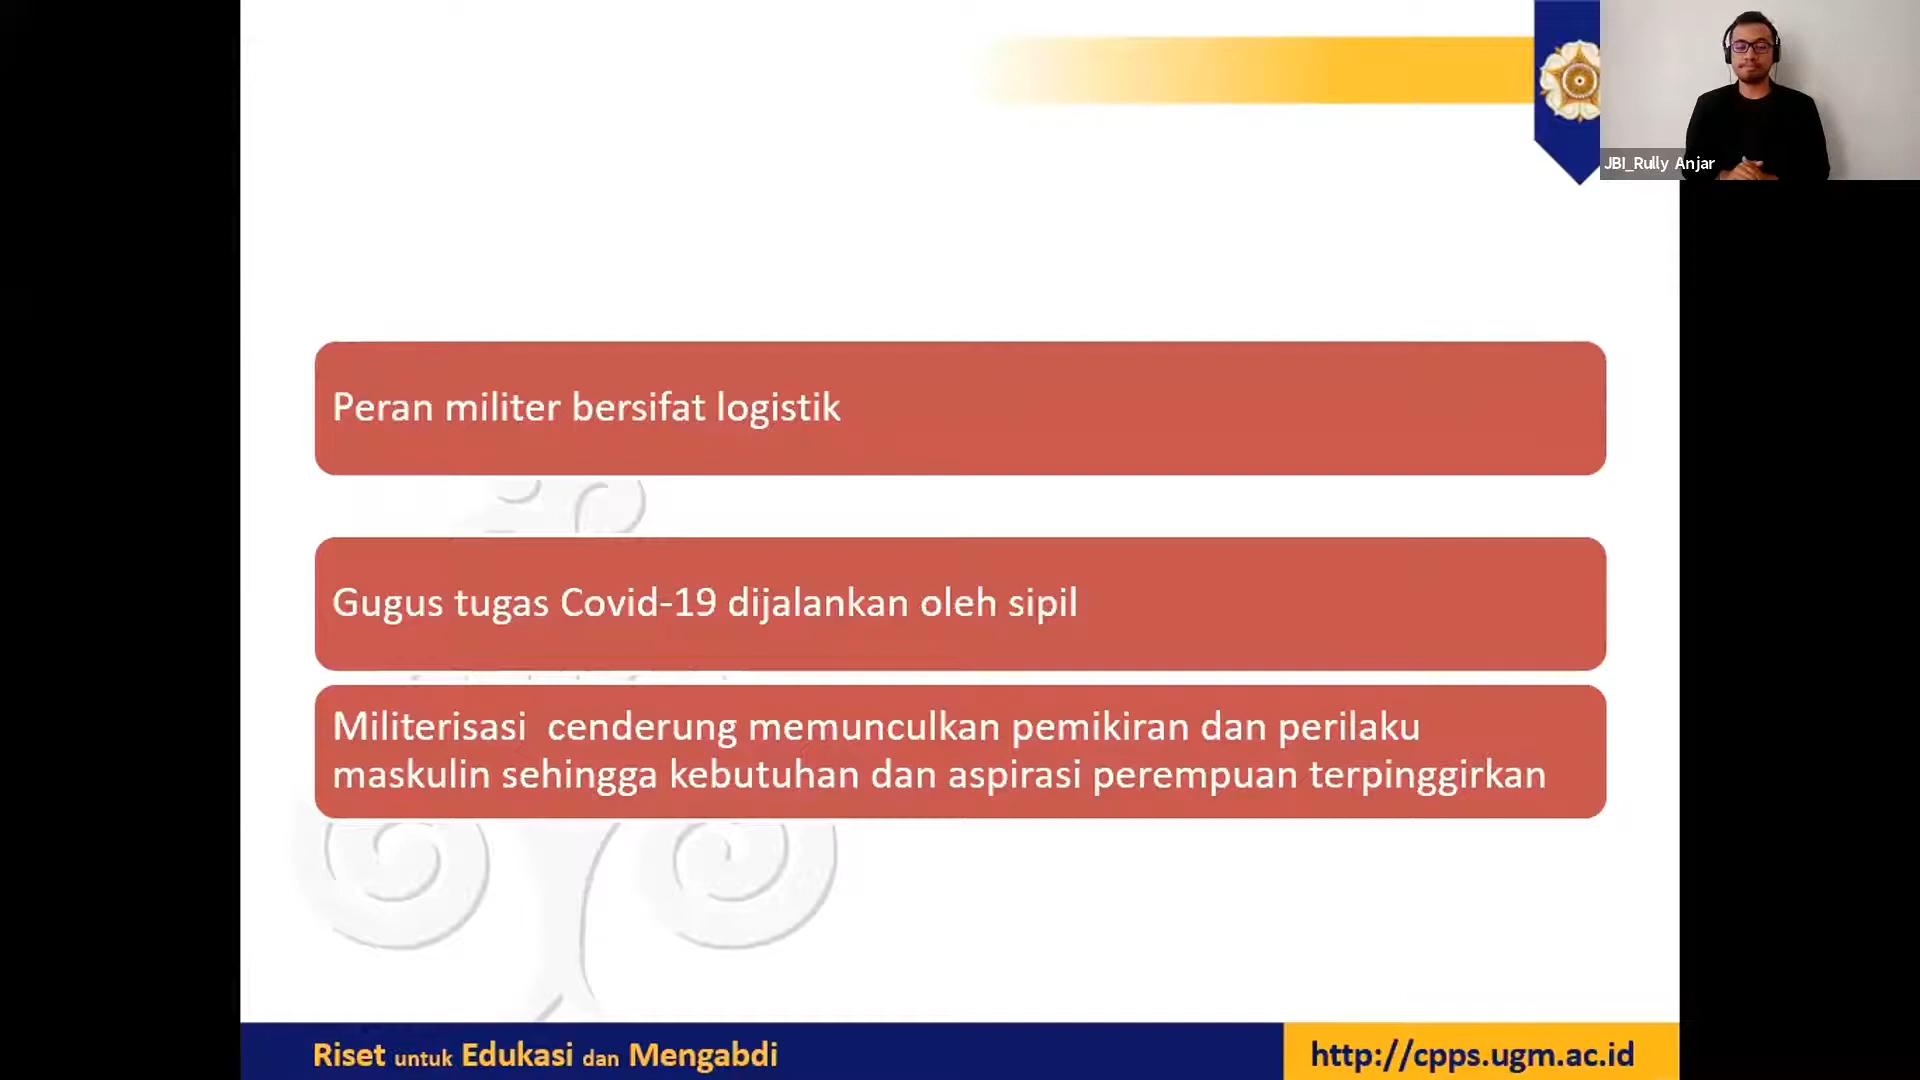 JBI_Rully Anjar
Peran militer bersifat logistik
Gugus tugas Covid-19 dijalankan oleh sipil
Militerisasi cenderung memunculkan pemikiran dan perilaku
maskulin sehingga kebutuhan dan aspirasi perempuan terpinggirkan
Riset untuk Edukasi dan Mengabdi
http://cpps.ugm.ac.id